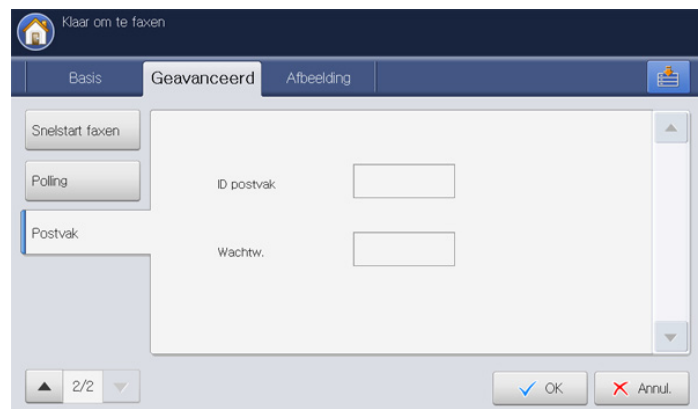 Klaar om te faxen
Basis Geavanceerd Afbeelding
Snelstart faxen
Polling
ID postvak
Postvak
Wachtw.
2/2
OK
Annul.